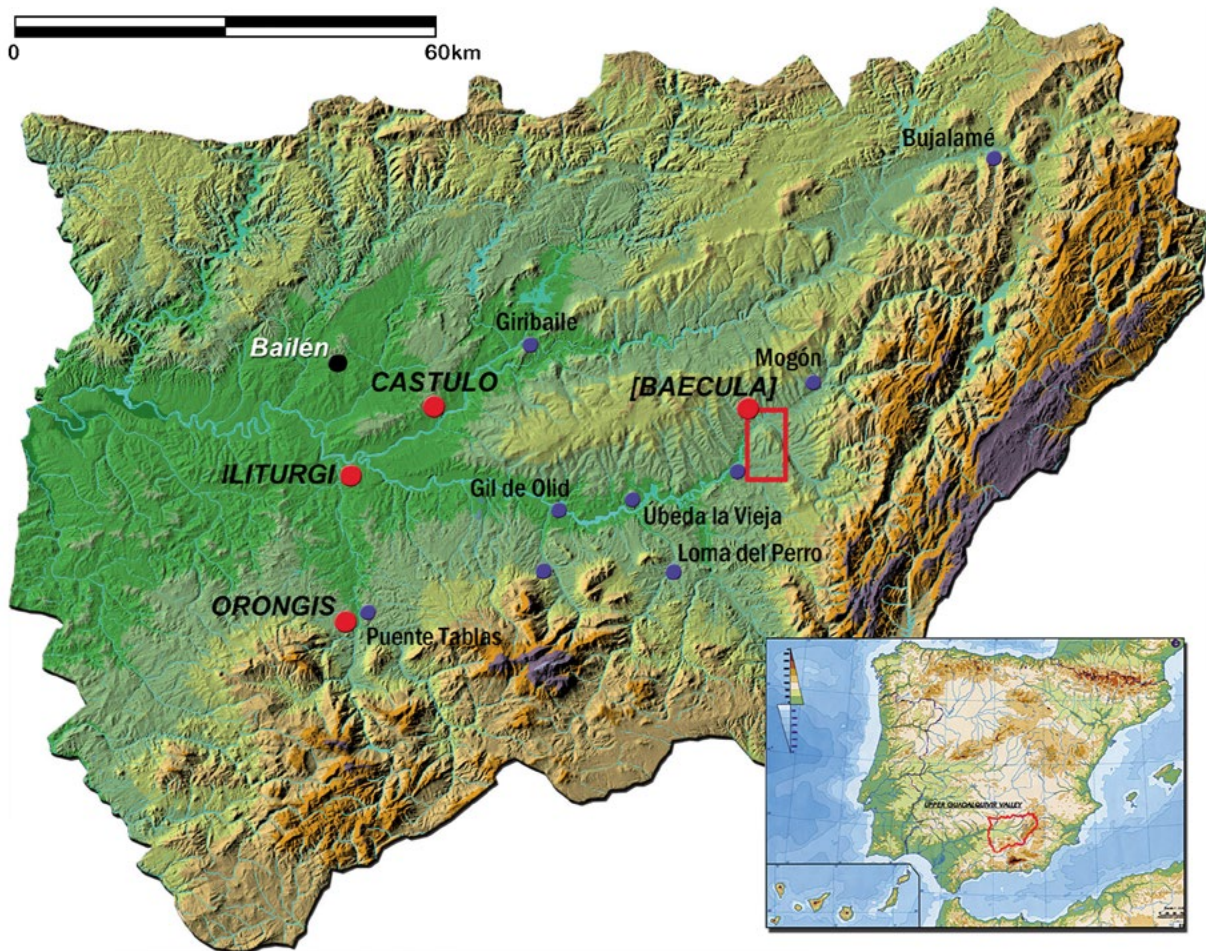 0 60km
Bujalamé
Giribaile
Bailén
Mogón
CASTULO
[BAECULA]
ILITURGI
Gil de Olid
Úbeda la Vieja
Loma del Perro
ORONGIS
Puente Tablas
UPPER GUADALQUIVIR VALLEY